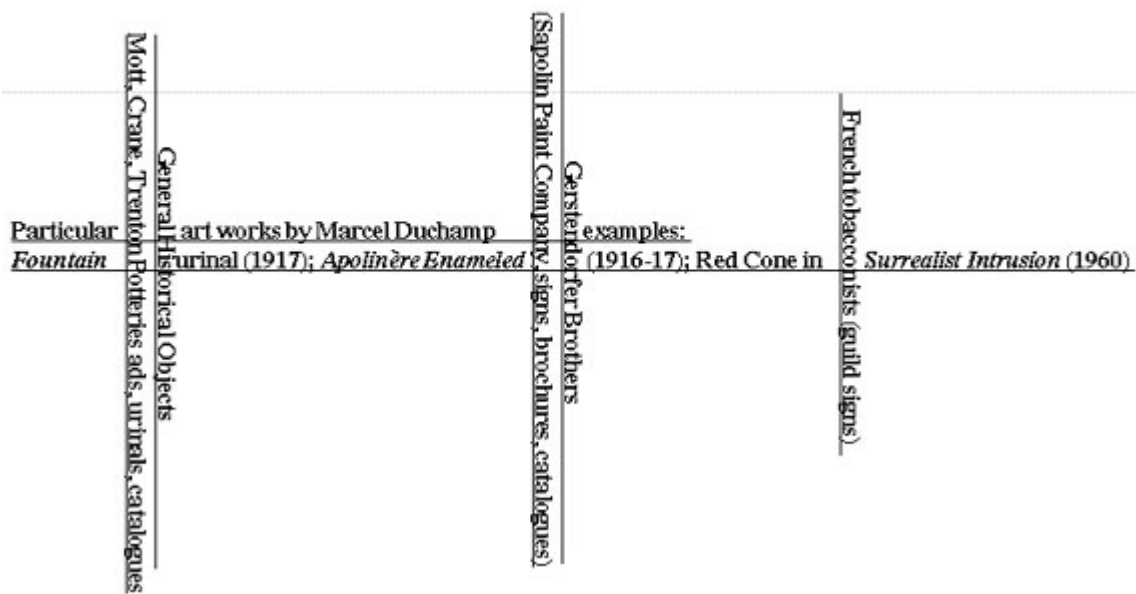 Particular art works by Marcel Duchamp examples:
Fountain urinal (1917); Apolinère Enameled (1916-17); Red Cone in Surrealist Intrusion (1960)
General Historical Objects
Mott, Crane, Trenton Potteries ads, urinals, catalogues
Gerstendorfer Brothers
(Sapolin Paint Company, signs, brochures, catalogues)
French tobacconists (guild signs)